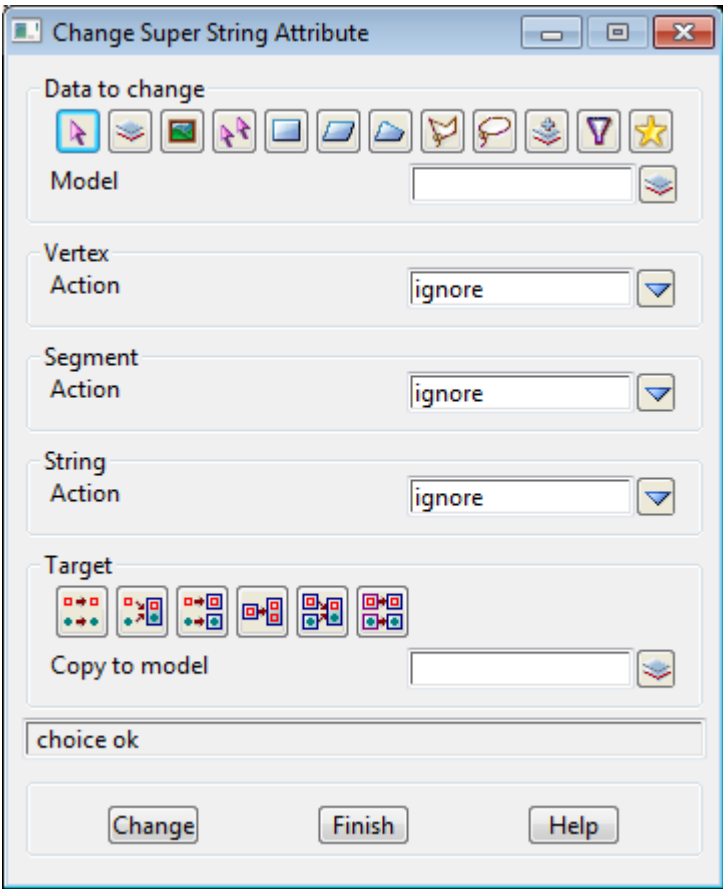 Change Super String Attribute
Data to change
Model
Vertex
Action ignore
Segment
Action ignore
String
Action ignore
Target
Copy to model
choice ok
Change Finish Help